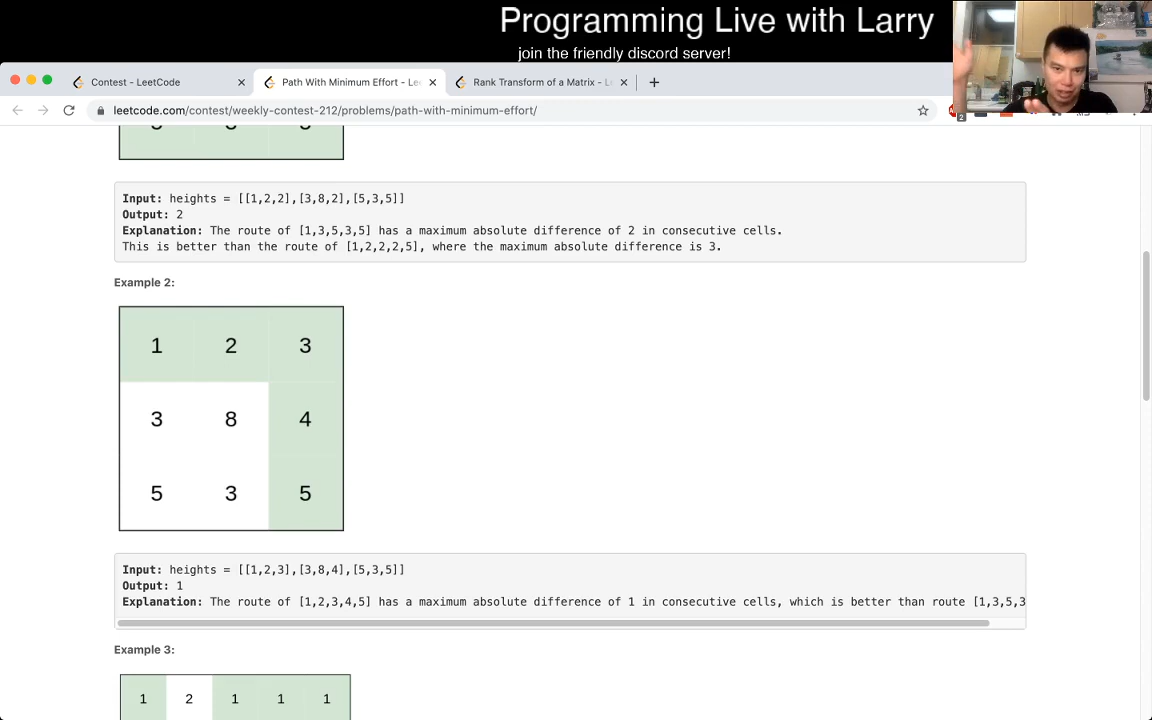 Programming Live with Larry
join the friendly discord server!
Contest - LeetCode
Path With Minimum Effort - Le
Rank Transform of a Matrix - L
leetcode.com/contest/weekly-contest-212/problems/path-with-minimum-effort/
2
Input: heights = [[1,2,2],[3,8,2],[5,3,5]]
Output: 2
Explanation: The route of [1,3,5,3,5] has a maximum absolute difference of 2 in consecutive cells.
This is better than the route of [1,2,2,2,5], where the maximum absolute difference is 3.
Example 2:
1 2 3
3 8 4
5 3 5
Input: heights = [[1,2,3],[3,8,4],[5,3,5]]
Output: 1
Explanation: The route of [1,2,3,4,5] has a maximum absolute difference of 1 in consecutive cells, which is better than route [1,3,5,3
Example 3:
1 2 1 1 1